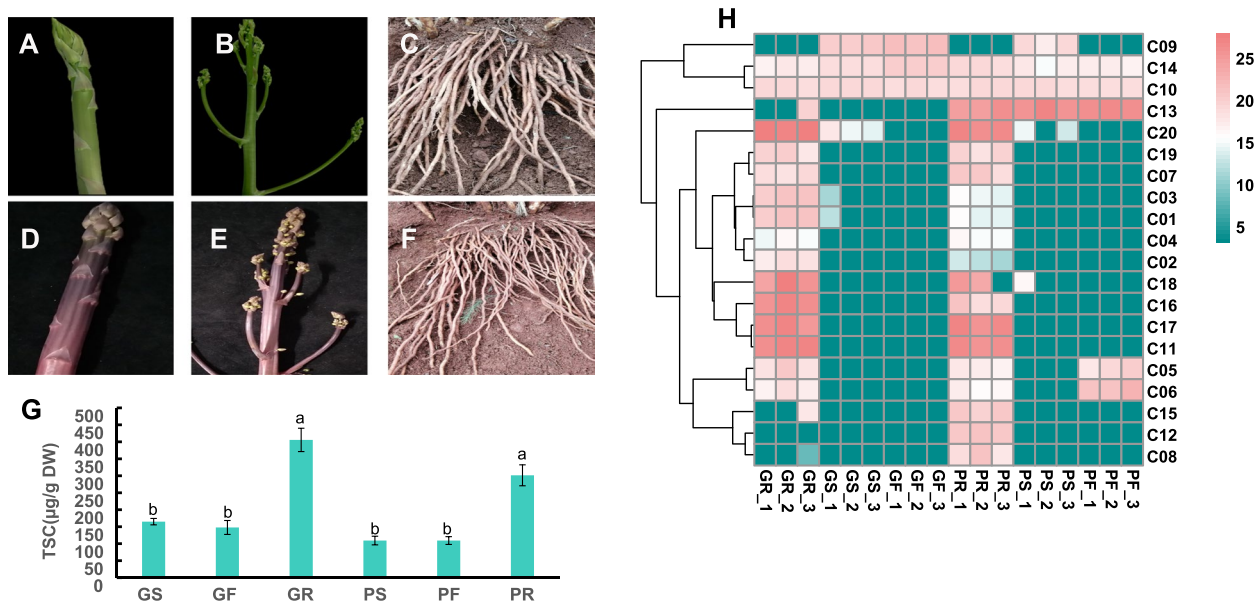 A
B
C
D
E
F
G
TSC(μg/g DW)
500
450
400
350
300
250
200
150
100
50
0
b
b
a
b
b
a
GS
GF
GR
PS
PF
PR
H
C09
C14
C10
C13
C20
C19
C07
C03
C01
C04
C02
C18
C16
C17
C11
C05
C06
C15
C12
C08
GR_1
GR_2
GR_3
GS_1
GS_2
GS_3
GF_1
GF_2
GF_3
PR_1
PR_2
PR_3
PS_1
PS_2
PS_3
PF_1
PF_2
PF_3
25
20
15
10
5